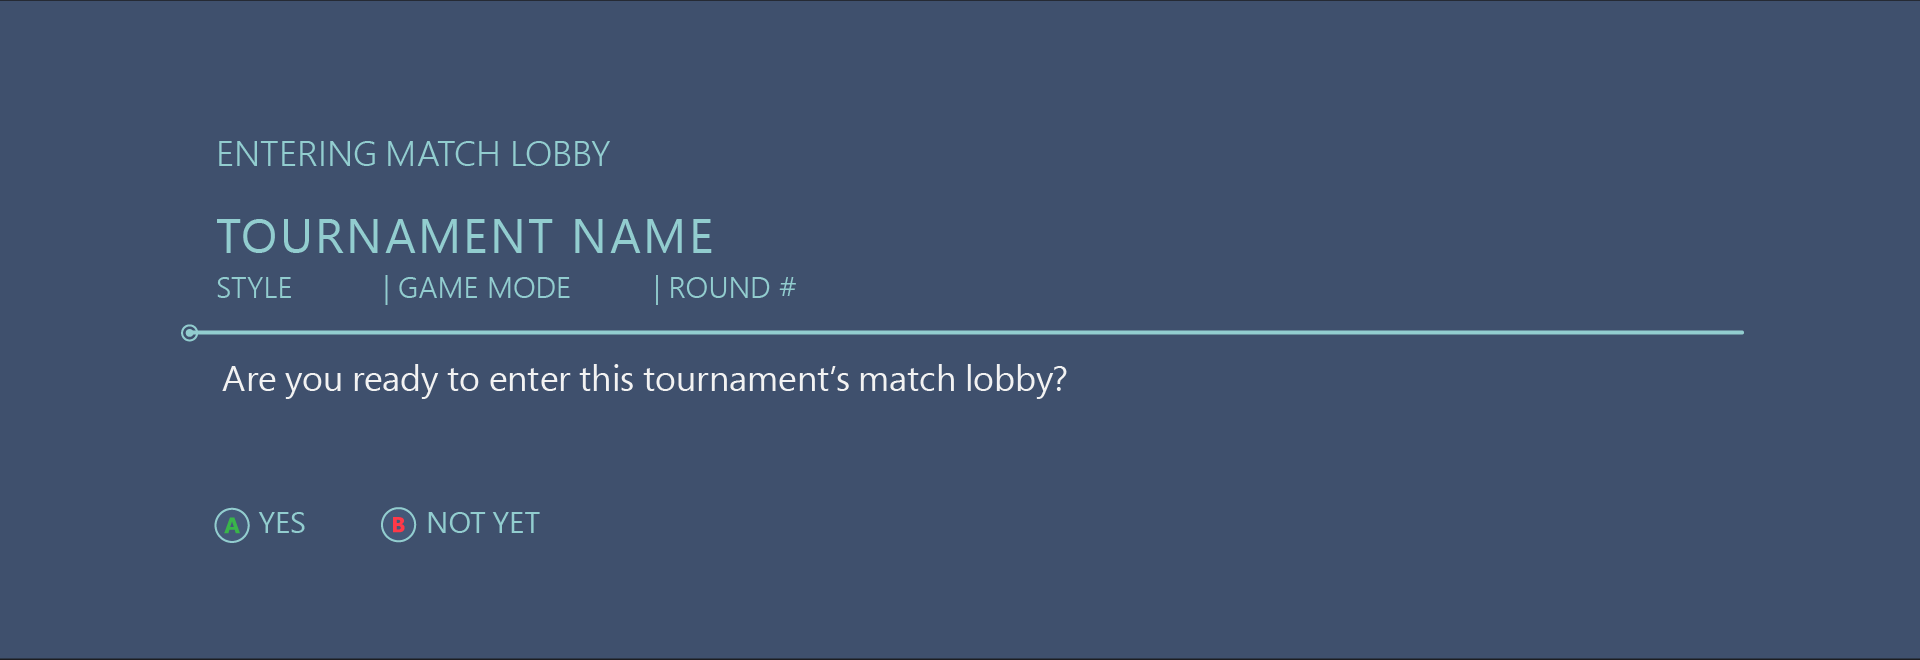 ENTERING MATCH LOBBY
TOURNAMENT NAME
STYLE | GAME MODE | ROUND #
Are you ready to enter this tournament‘s match lobby?
A YES B NOT YET